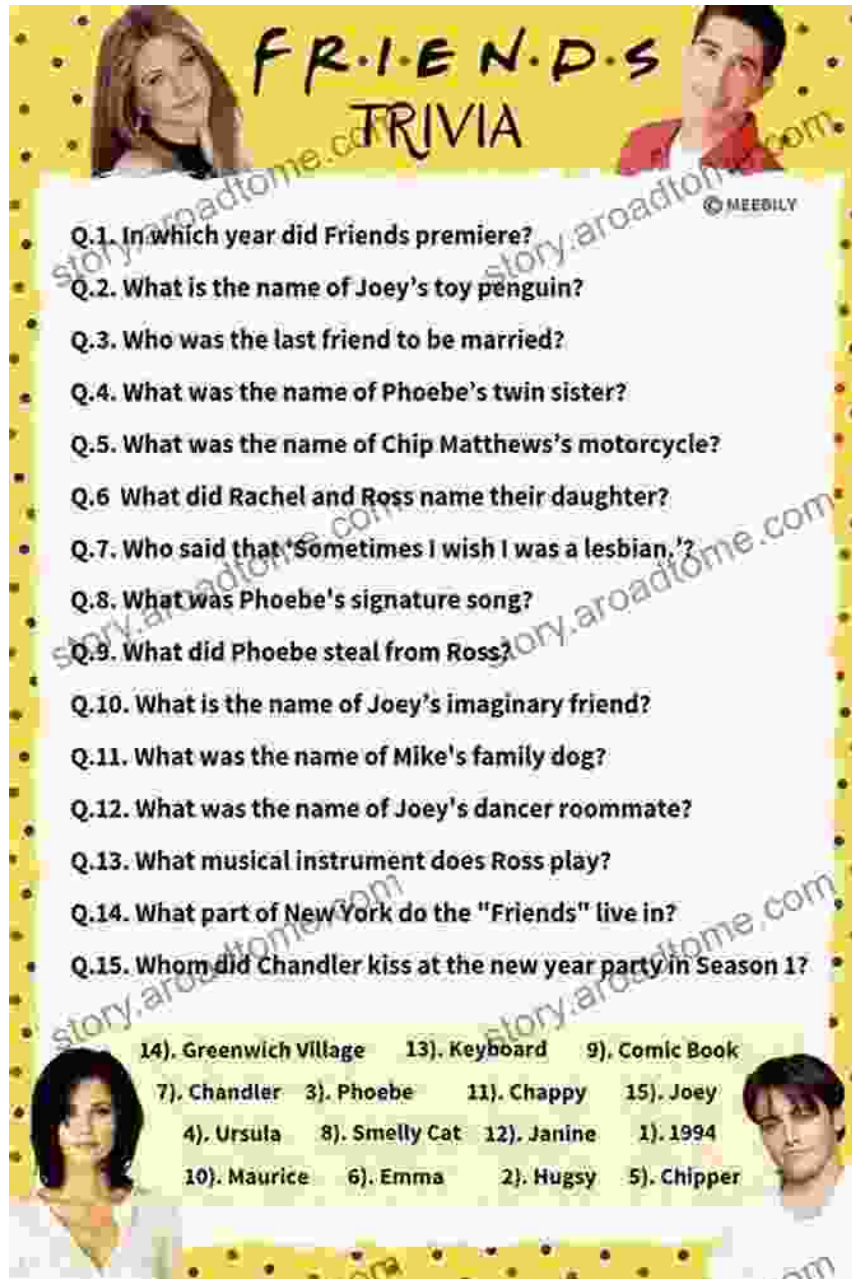 F·R·I·E·N·D·S
TRIVIA
© MEEBILY
Q.1. In which year did Friends premiere?
Q.2. What is the name of Joey's toy penguin?
Q.3. Who was the last friend to be married?
Q.4. What was the name of Phoebe's twin sister?
Q.5. What was the name of Chip Matthews's motorcycle?
Q.6 What did Rachel and Ross name their daughter?
Q.7. Who said that 'Sometimes I wish I was a lesbian.'?
Q.8. What was Phoebe's signature song?
Q.9. What did Phoebe steal from Ross?
Q.10. What is the name of Joey's imaginary friend?
Q.11. What was the name of Mike's family dog?
Q.12. What was the name of Joey's dancer roommate?
Q.13. What musical instrument does Ross play?
Q.14. What part of New York do the "Friends" live in?
Q.15. Whom did Chandler kiss at the new year party in Season 1?
14). Greenwich Village 13). Keyboard 9). Comic Book
7). Chandler 3). Phoebe 11). Chappy 15). Joey
4). Ursula 8). Smelly Cat 12). Janine 1). 1994
10). Maurice 6). Emma 2). Hugsy 5). Chipper
story.aroadtome.com
story.aroadtome.com
story.aroadtome.com
story.aroadtome.com
story.aroadtome.com
story.aroadtome.com